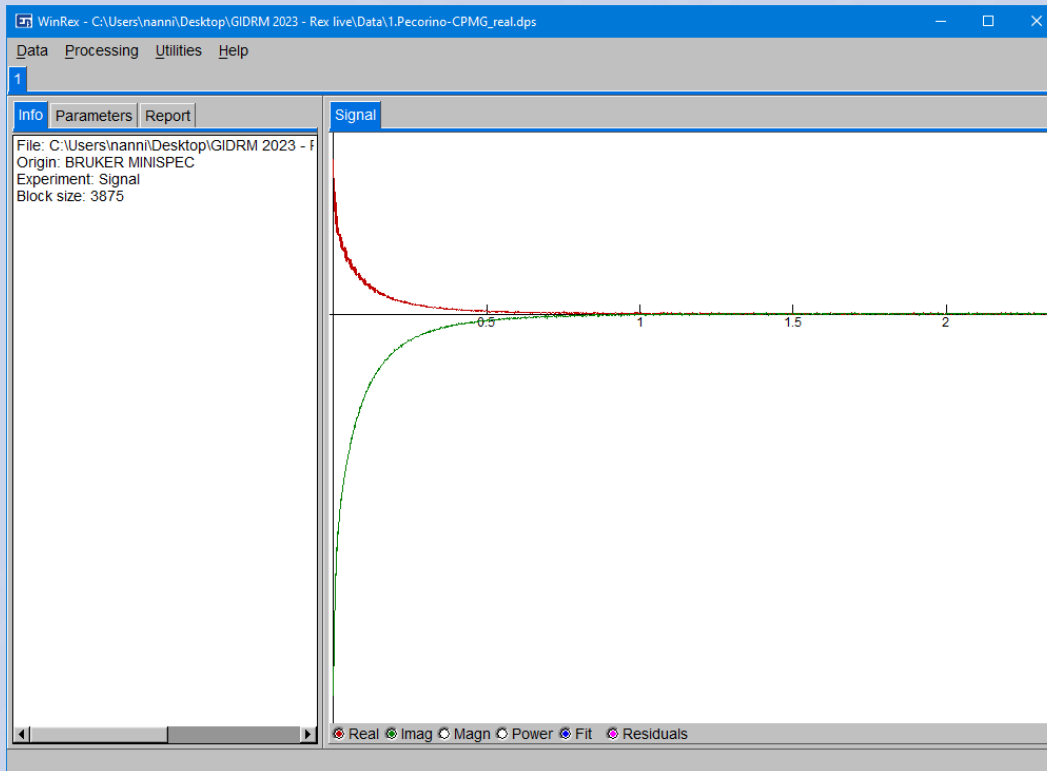 WinRex - C:\Users\nanni\Desktop\GIDRM 2023 - Rex live\Data\1.Pecorino-CPMG_real.dps
Data Processing Utilities Help
1
Info Parameters Report
Signal
File: C:\Users\nanni\Desktop\GIDRM 2023 - F
Origin: BRUKER MINISPEC
Experiment: Signal
Block size: 3875
0.5 1 1.5 2
Real Imag Magn Power Fit Residuals